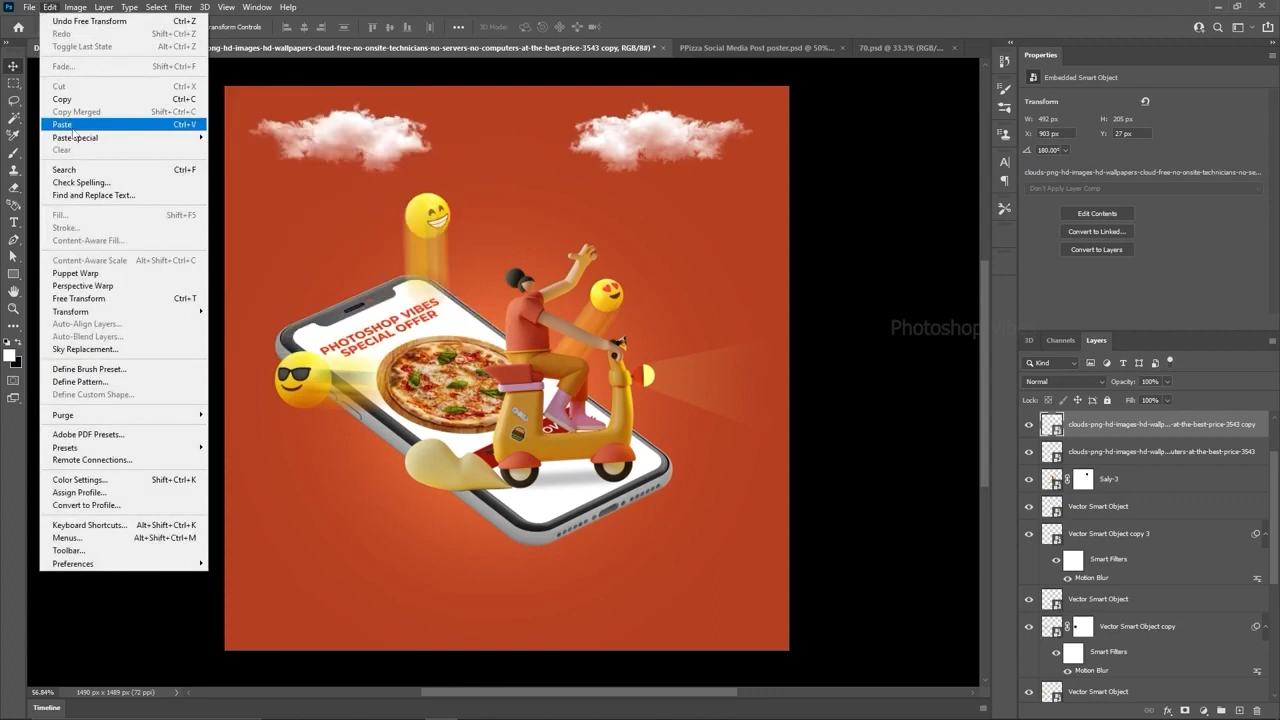 Ps File Edit Image Layer Type Select Filter 3D View Window Help
Transform Controls
3D Mode:
png-hd-images-hd-wallpapers-cloud-free-no-onsite-technicians-no-servers-no-computers-at-the-best-price-3543 copy, RGB/8#) * × PPizza Social Media Post poster.psd @ 50%... × 70.psd @ 33.3% (RGB/... ×
Undo Free Transform Ctrl+Z
Redo Shift+Ctrl+Z
Toggle Last State Alt+Ctrl+Z
Fade... Shift+Ctrl+F
Cut Ctrl+X
Copy Ctrl+C
Copy Merged Shift+Ctrl+C
Paste Ctrl+V
Paste Special
Clear
Search Ctrl+F
Check Spelling...
Find and Replace Text...
Fill... Shift+F5
Stroke...
Content-Aware Fill...
Content-Aware Scale Alt+Shift+Ctrl+C
Puppet Warp
Perspective Warp
Free Transform Ctrl+T
Transform
Auto-Align Layers...
Auto-Blend Layers...
Sky Replacement...
Define Brush Preset...
Define Pattern...
Define Custom Shape...
Purge
Adobe PDF Presets...
Presets
Remote Connections...
Color Settings... Shift+Ctrl+K
Assign Profile...
Convert to Profile...
Keyboard Shortcuts... Alt+Shift+Ctrl+K
Menus... Alt+Shift+Ctrl+M
Toolbar...
Preferences
PHOTOSHOP VIBES
SPECIAL OFFER
Photoshop Vibes
Properties
Embedded Smart Object
Transform
W: 492 px H: 205 px
X: 903 px Y: 27 px
180.00°
clouds-png-hd-images-hd-wallpapers-cloud-free-no-onsite-technicians-no-se...
Don't Apply Layer Comp
Edit Contents
Convert to Linked...
Convert to Layers
3D Channels Layers
Kind
Normal Opacity: 100%
Lock: Fill: 100%
clouds-png-hd-images-hd-wallp...-at-the-best-price-3543 copy
clouds-png-hd-images-hd-wallp...uters-at-the-best-price-3543
Saly-3
Vector Smart Object
Vector Smart Object copy 3
Smart Filters
Motion Blur
Vector Smart Object
Vector Smart Object copy
Smart Filters
Motion Blur
Vector Smart Object
56.84% 1490 px x 1489 px (72 ppi)
Timeline